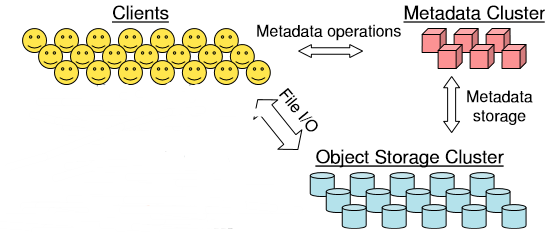 Clients
Metadata Cluster
Metadata operations
File I/O
Metadata
storage
Object Storage Cluster